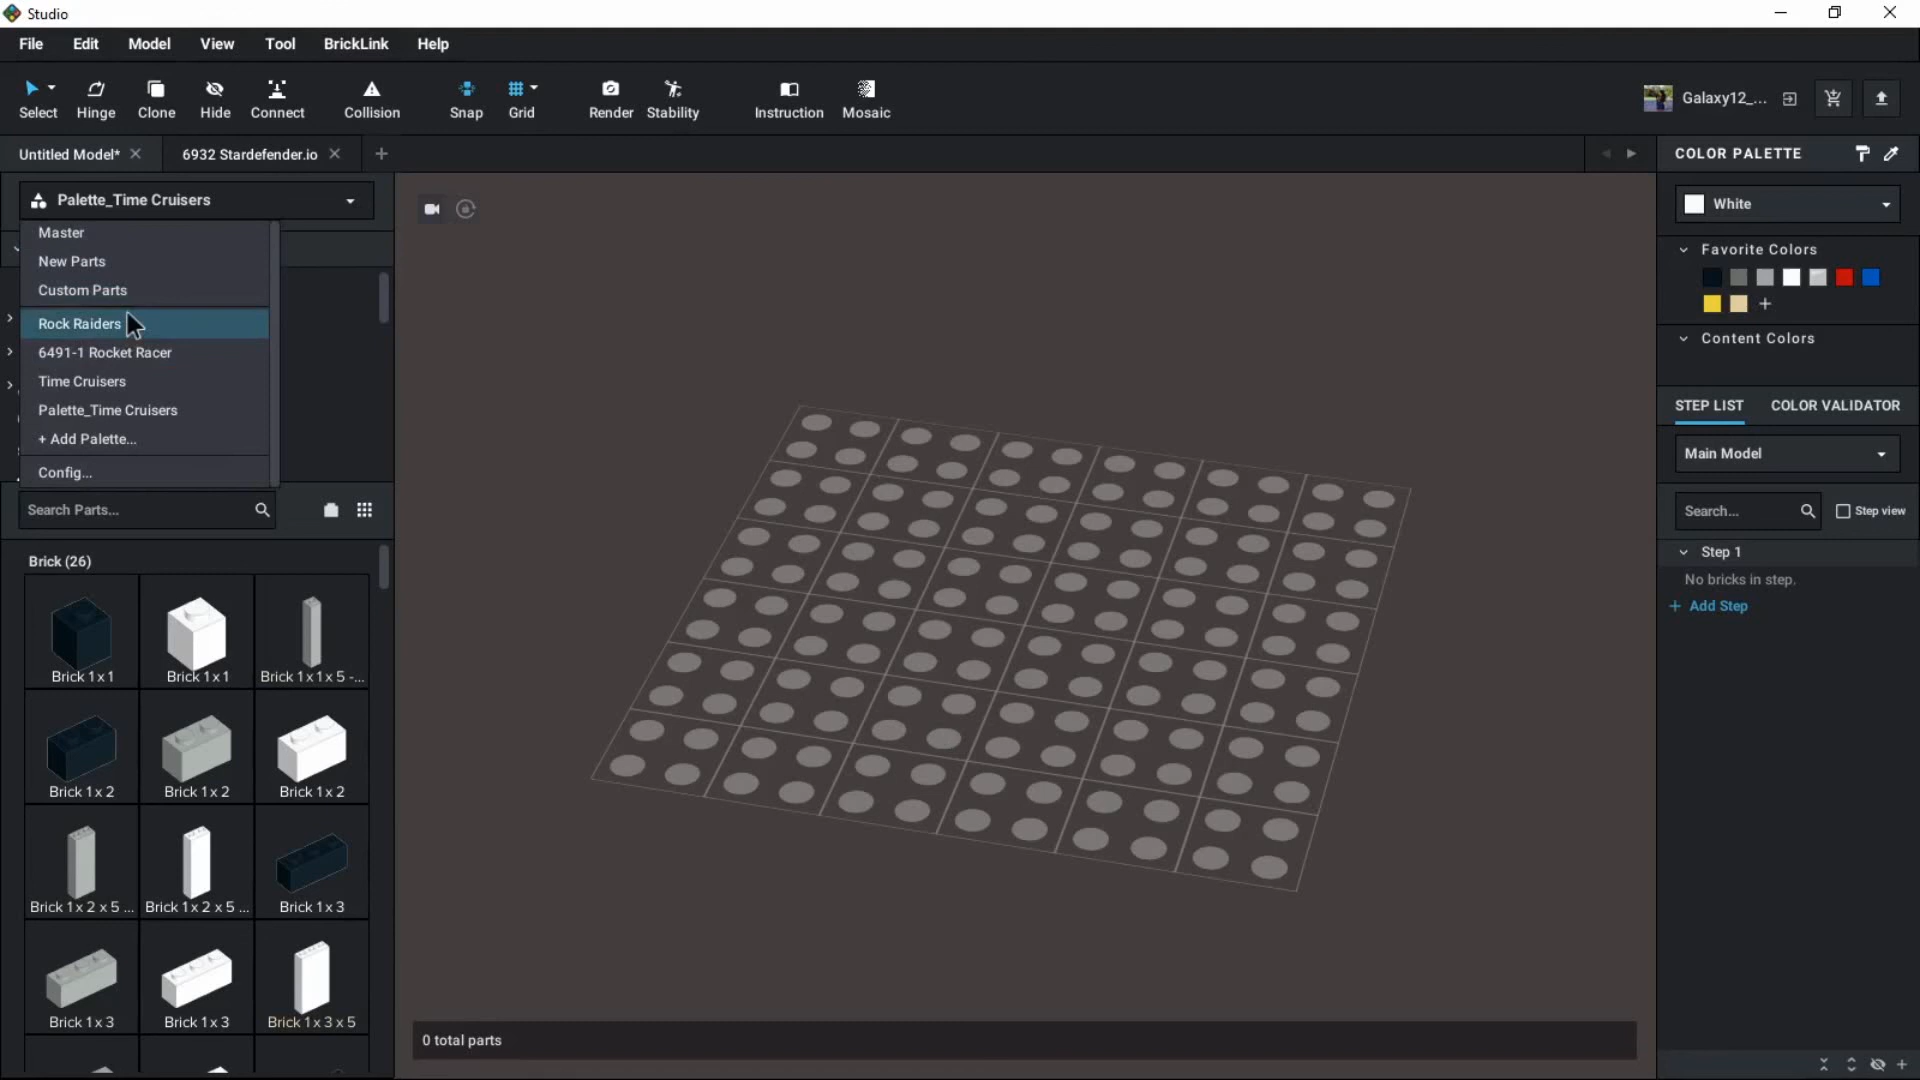 Studio
File Edit Model View Tool BrickLink Help
Select Hinge Clone Hide Connect Collision Snap Grid Render Stability Instruction Mosaic
Galaxy12_...
Untitled Model* 6932 Stardefender.io
COLOR PALETTE
Palette_Time Cruisers
White
Master
New Parts
Custom Parts
Rock Raiders
6491-1 Rocket Racer
Time Cruisers
Palette_Time Cruisers
+ Add Palette...
Config...
Favorite Colors
Content Colors
STEP LIST COLOR VALIDATOR
Main Model
Search... Step view
Step 1
No bricks in step.
+ Add Step
Search Parts...
Brick (26)
Brick 1 x 1 Brick 1 x 1 Brick 1 x 1 x 5 -...
Brick 1 x 2 Brick 1 x 2 Brick 1 x 2
Brick 1 x 2 x 5 ... Brick 1 x 2 x 5 ... Brick 1 x 3
Brick 1 x 3 Brick 1 x 3 Brick 1 x 3 x 5
0 total parts